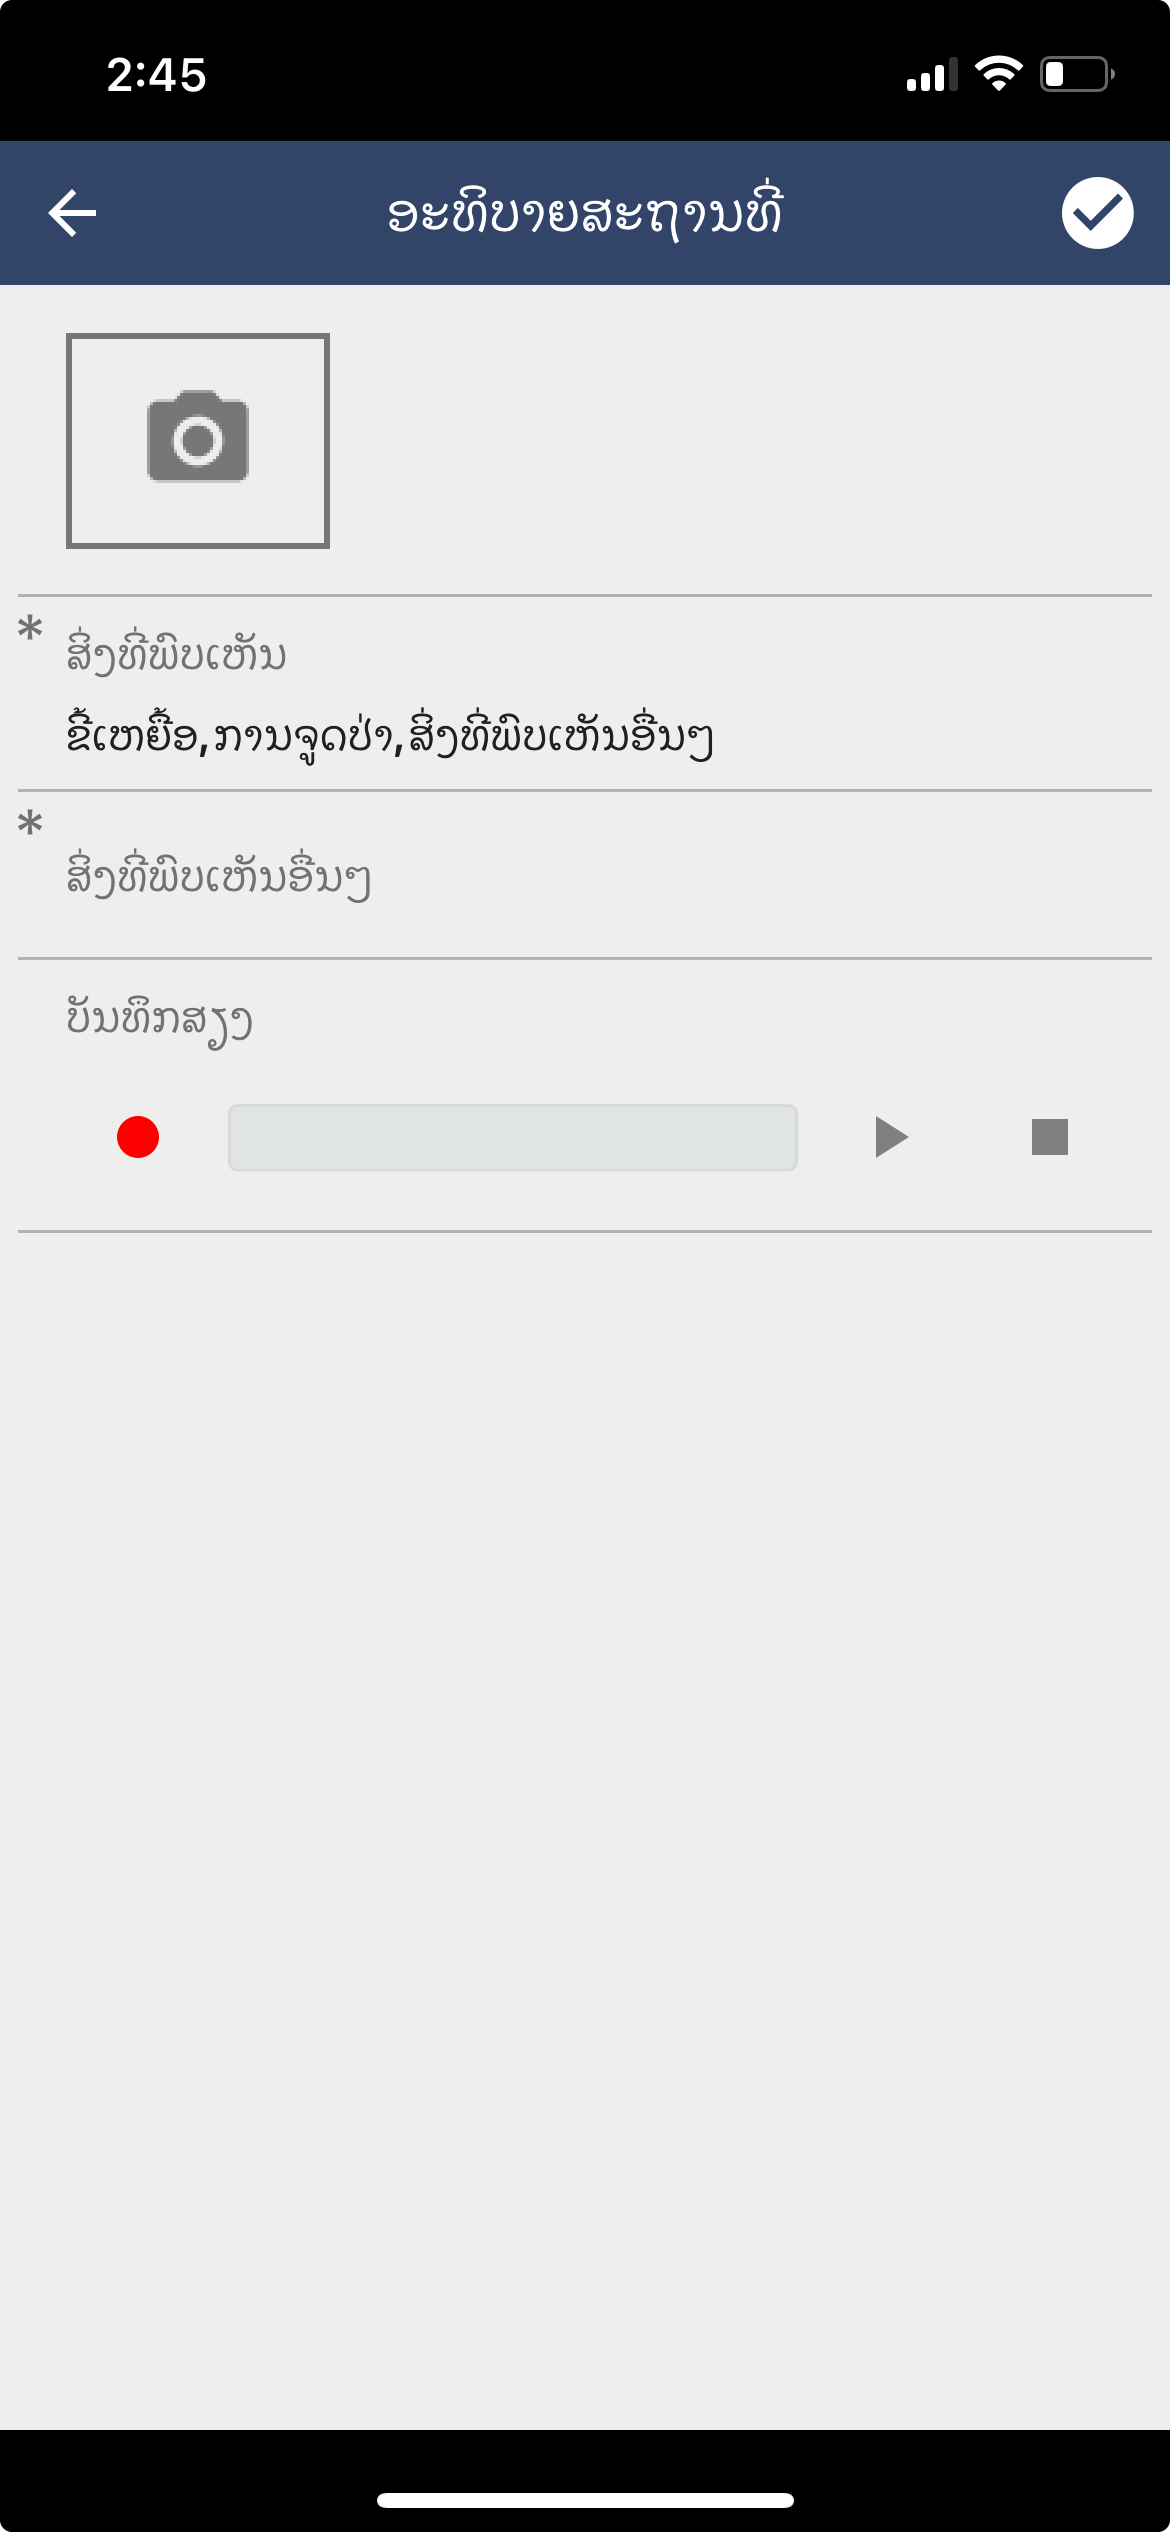 2:45
ອະທິບາຍສະຖານທີ່
* ສິ່ງທີ່ພົບເຫັນ
ຂີ້ເຫຍື້ອ, ການຈູດປ່າ, ສິ່ງທີ່ພົບເຫັນອື່ນໆ
* ສິ່ງທີ່ພົບເຫັນອື່ນໆ
ບັນທຶກສຽງ